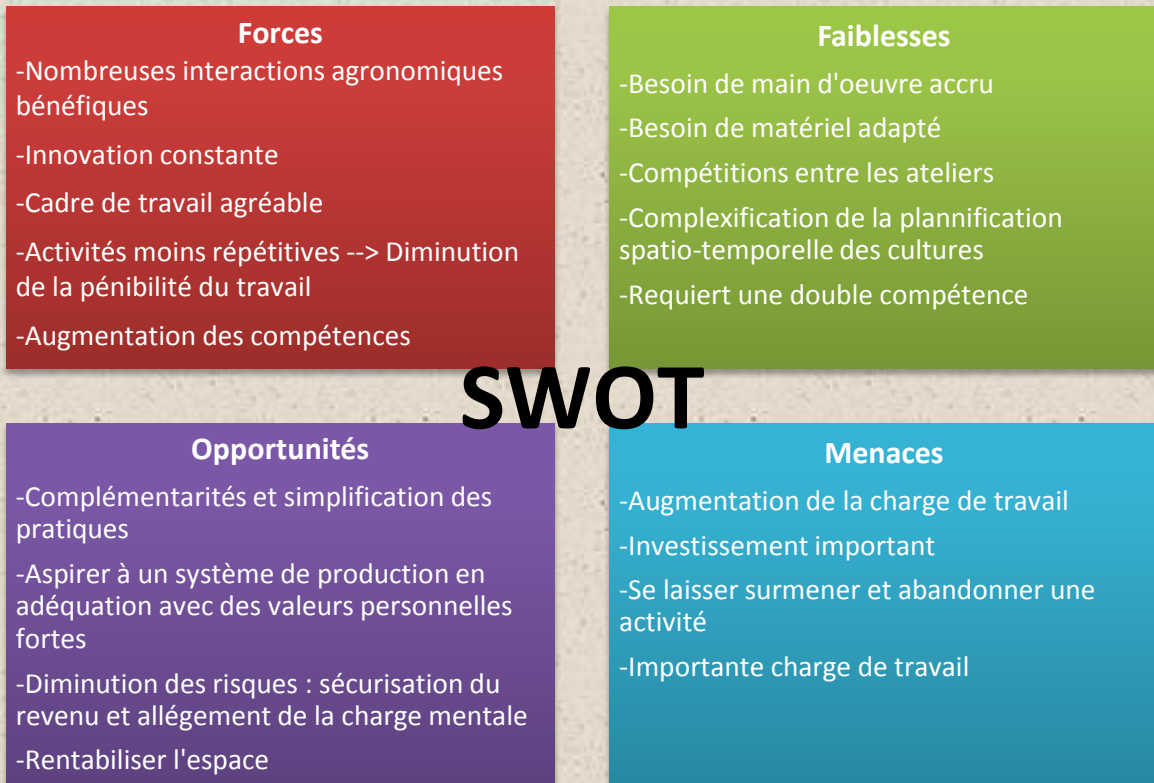 Forces
-Nombreuses interactions agronomiques
bénéfiques
-Innovation constante
-Cadre de travail agréable
-Activités moins répétitives --> Diminution
de la pénibilité du travail
-Augmentation des compétences
Faiblesses
-Besoin de main d'oeuvre accru
-Besoin de matériel adapté
-Compétitions entre les ateliers
-Complexification de la plannification
spatio-temporelle des cultures
-Requiert une double compétence
SWOT
Opportunités
-Complémentarités et simplification des
pratiques
-Aspirer à un système de production en
adéquation avec des valeurs personnelles
fortes
-Diminution des risques : sécurisation du
revenu et allégement de la charge mentale
-Rentabiliser l'espace
Menaces
-Augmentation de la charge de travail
-Investissement important
-Se laisser surmener et abandonner une
activité
-Importante charge de travail